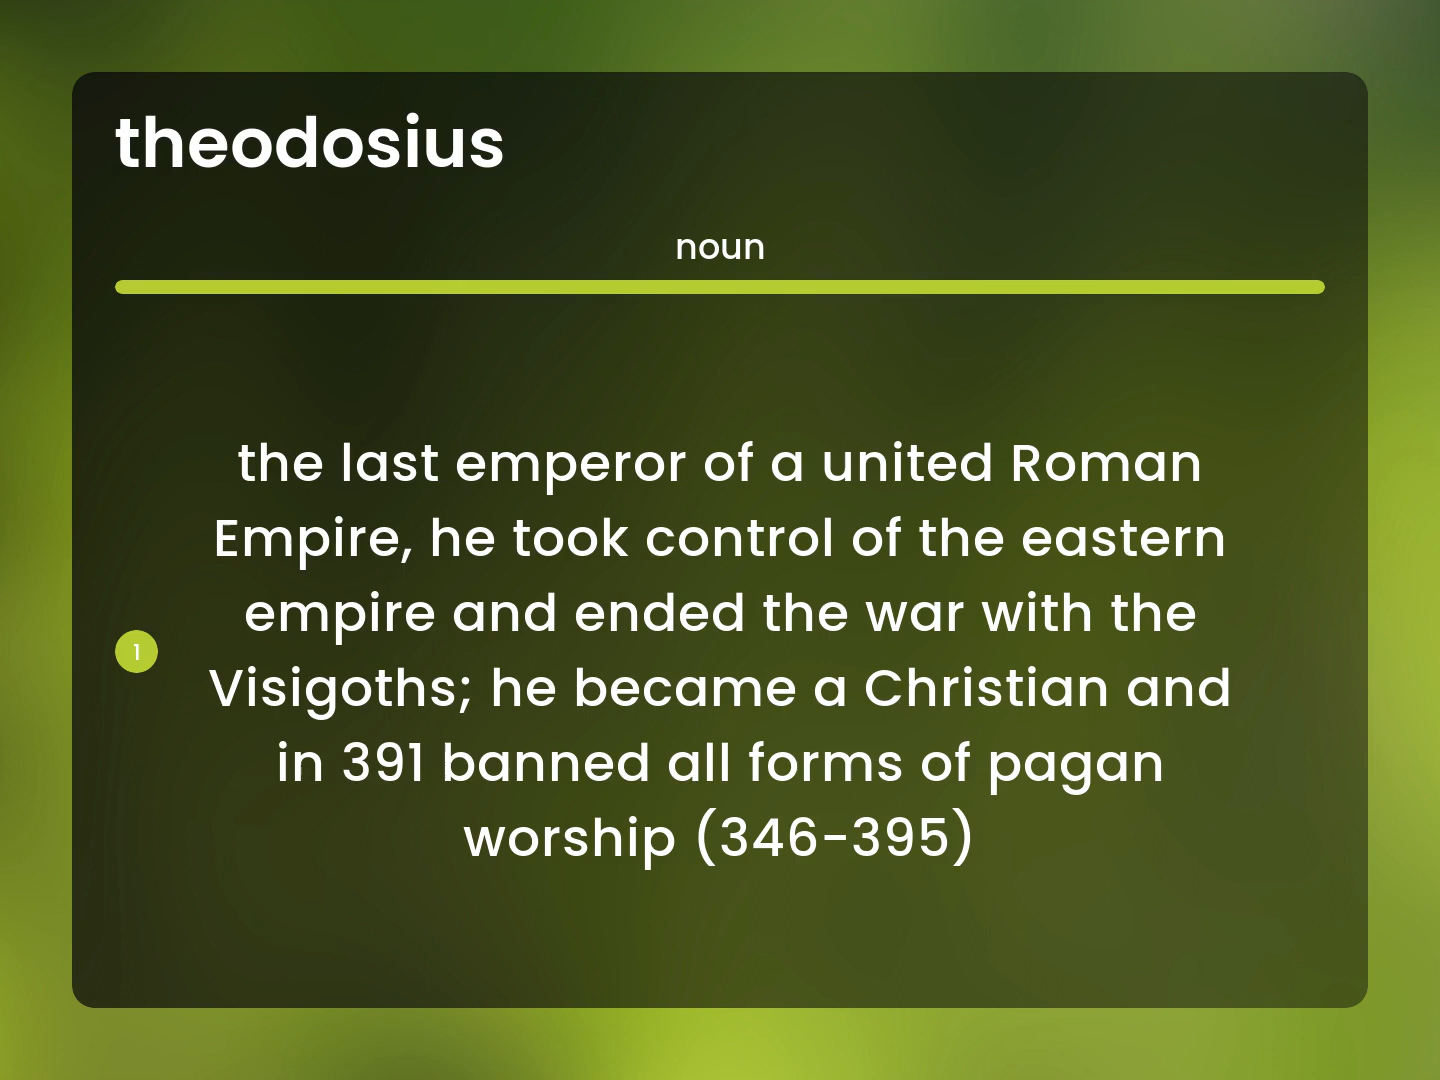 theodosius
noun
the last emperor of a united Roman
Empire, he took control of the eastern
empire and ended the war with the
1
Visigoths; he became a Christian and
in 391 banned all forms of pagan
worship (346-395)